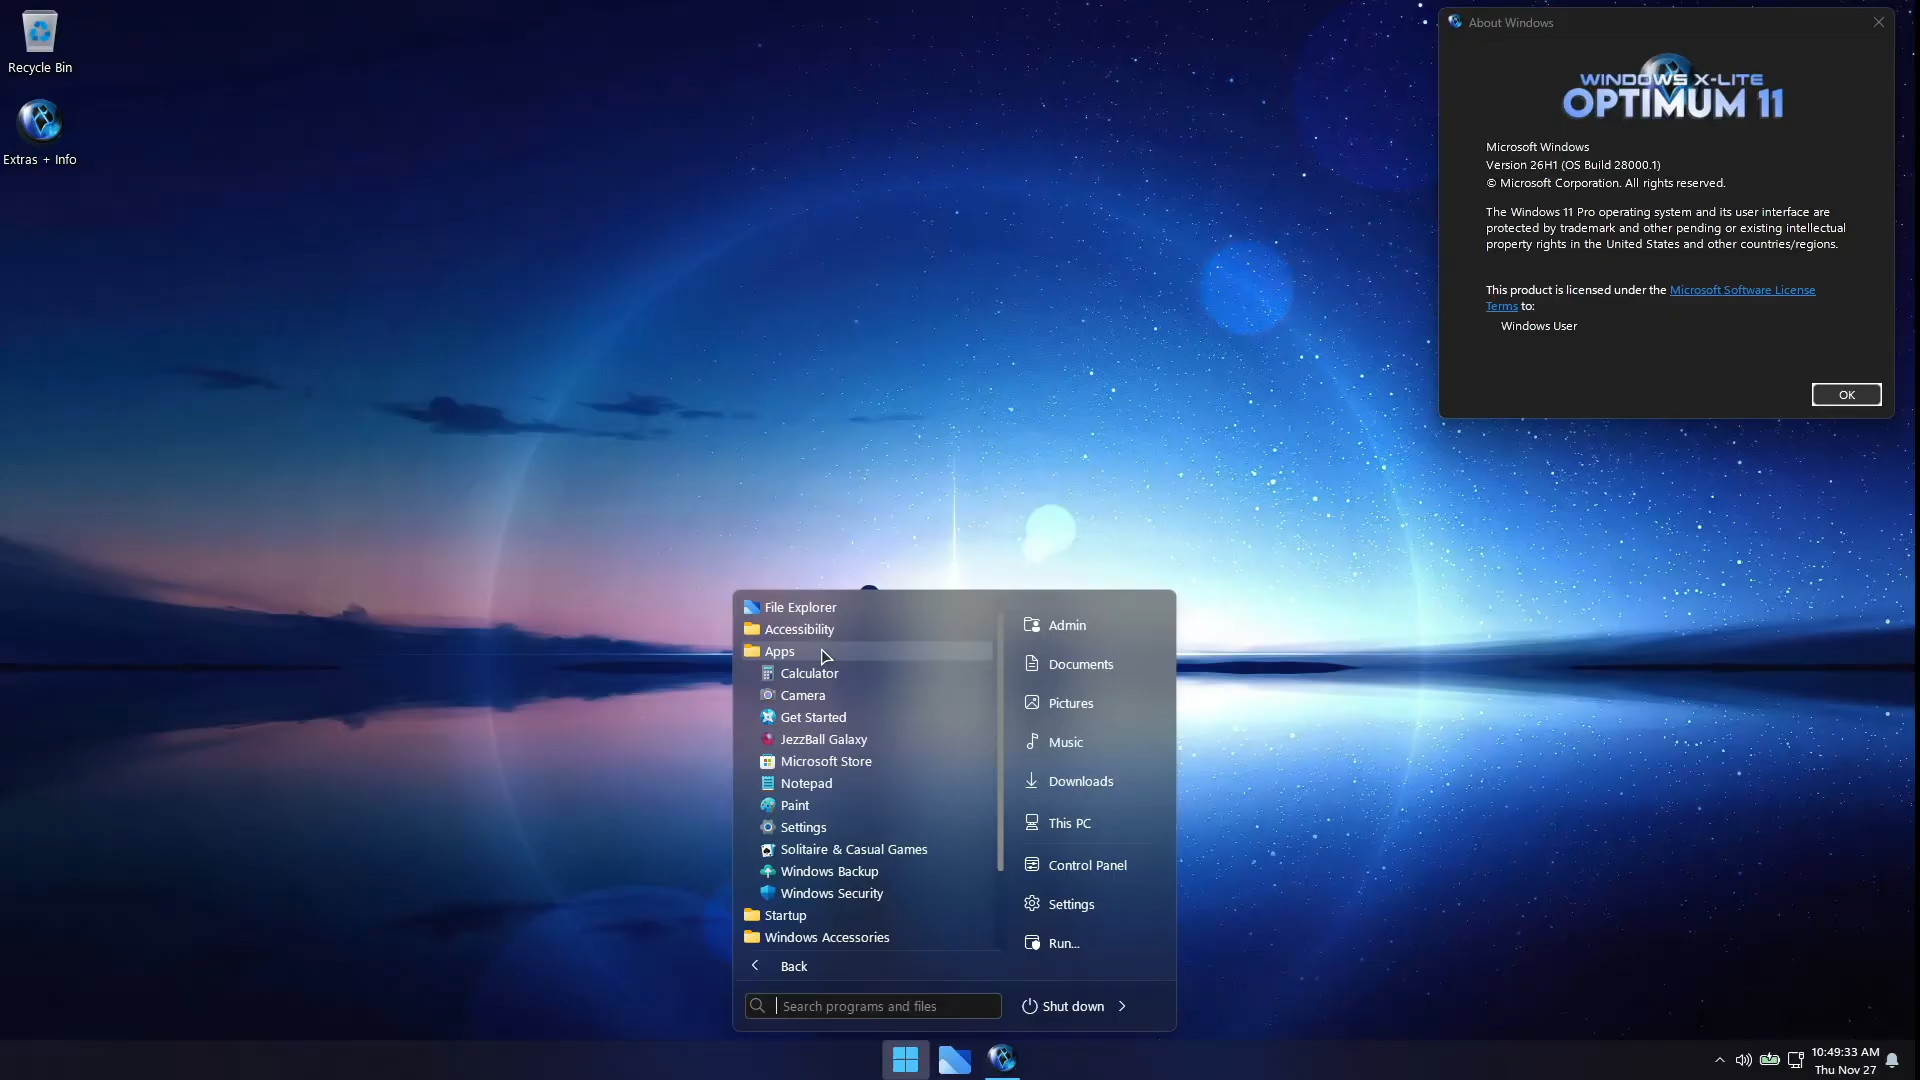 Recycle Bin
Extras + Info
About Windows
WINDOWS X-LITE
OPTIMUM 11
Microsoft Windows
Version 26H1 (OS Build 28000.1)
© Microsoft Corporation. All rights reserved.
The Windows 11 Pro operating system and its user interface are
protected by trademark and other pending or existing intellectual
property rights in the United States and other countries/regions.
This product is licensed under the Microsoft Software License
Terms to:
Windows User
OK
File Explorer
Accessibility
Apps
Calculator
Camera
Get Started
JezzBall Galaxy
Microsoft Store
Notepad
Paint
Settings
Solitaire & Casual Games
Windows Backup
Windows Security
Startup
Windows Accessories
Back
Search programs and files
Admin
Documents
Pictures
Music
Downloads
This PC
Control Panel
Settings
Run...
Shut down
10:49:33 AM
Thu Nov 27